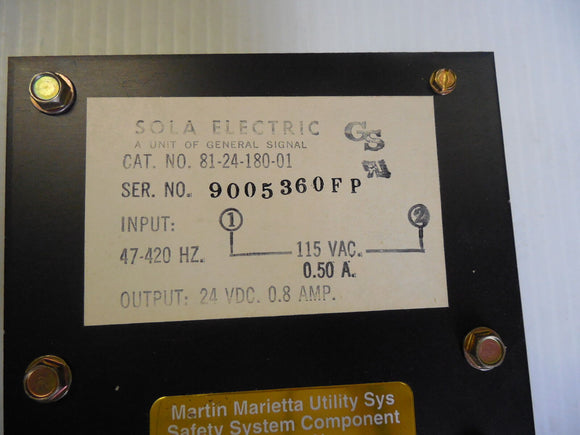 SOLA ELECTRIC
A UNIT OF GENERAL SIGNAL
GS
CAT. NO. 81-24-180-01
SER. NO. 9005360FP
INPUT: 1 2
47-420 HZ. 115 VAC.
0.50 A.
OUTPUT: 24 VDC. 0.8 AMP.
Martin Marietta Utility Sys
Safety System Component